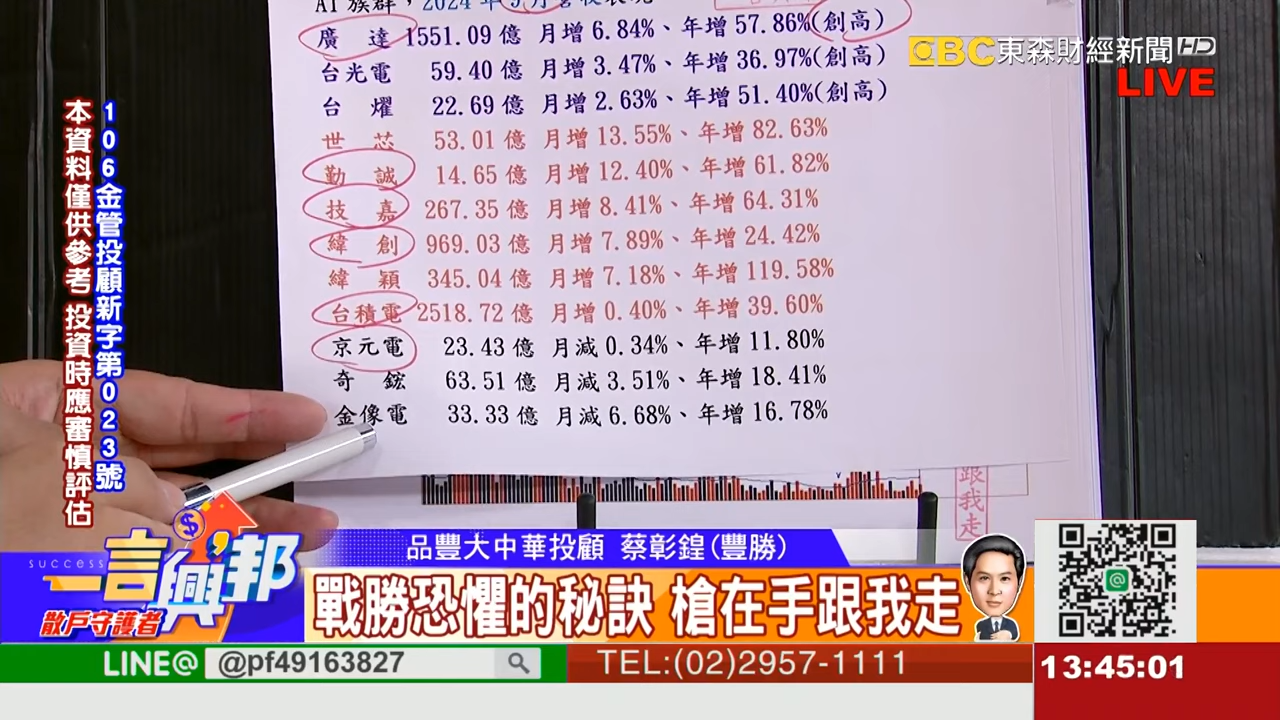 AI族群，2024年9月營收表現
廣達 1551.09億 月增6.84%、年增57.86%(創高)
台光電 59.40億 月增3.47%、年增36.97%(創高)
台燿 22.69億 月增2.63%、年增51.40%(創高)
世芯 53.01億 月增13.55%、年增82.63%
勤誠 14.65億 月增12.40%、年增61.82%
技嘉 267.35億 月增8.41%、年增64.31%
緯創 969.03億 月增7.89%、年增24.42%
緯穎 345.04億 月增7.18%、年增119.58%
台積電 2518.72億 月增0.40%、年增39.60%
京元電 23.43億 月減0.34%、年增11.80%
奇鋐 63.51億 月減3.51%、年增18.41%
金像電 33.33億 月減6.68%、年增16.78%
跟我走
EBC東森財經新聞HD
LIVE
106金管投顧新字第023號
本資料僅供參考 投資時應審慎評估
success
一言興邦
散戶守護者
品豐大中華投顧 蔡彰鍠(豐勝)
戰勝恐懼的秘訣 槍在手跟我走
LINE@ @pf49163827
TEL:(02)2957-1111
13:45:01